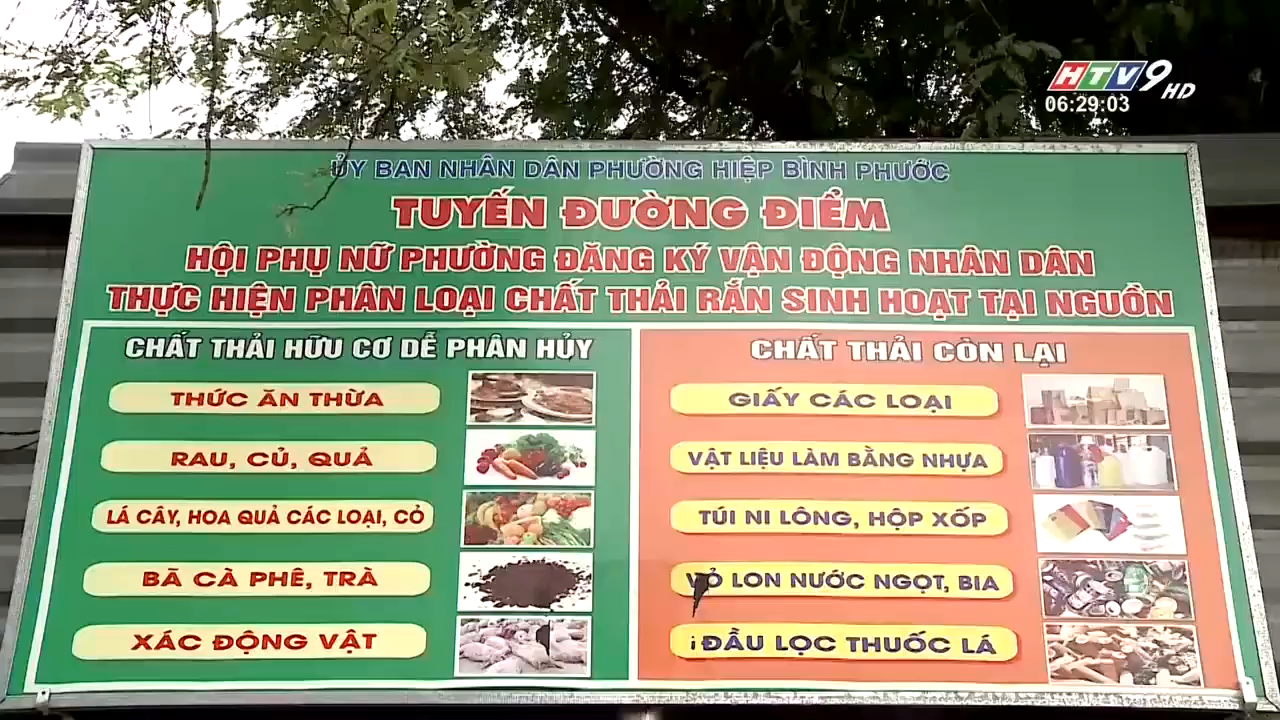 HTV9 HD
06:29:03
ỦY BAN NHÂN DÂN PHƯỜNG HIỆP BÌNH PHƯỚC
TUYẾN ĐƯỜNG ĐIỂM
HỘI PHỤ NỮ PHƯỜNG ĐĂNG KÝ VẬN ĐỘNG NHÂN DÂN
THỰC HIỆN PHÂN LOẠI CHẤT THẢI RẮN SINH HOẠT TẠI NGUỒN
CHẤT THẢI HỮU CƠ DỄ PHÂN HỦY
THỨC ĂN THỪA
RAU, CỦ, QUẢ
LÁ CÂY, HOA QUẢ CÁC LOẠI, CỎ
BÃ CÀ PHÊ, TRÀ
XÁC ĐỘNG VẬT
CHẤT THẢI CÒN LẠI
GIẤY CÁC LOẠI
VẬT LIỆU LÀM BẰNG NHỰA
TÚI NI LÔNG, HỘP XỐP
VỎ LON NƯỚC NGỌT, BIA
ĐẦU LỌC THUỐC LÁ